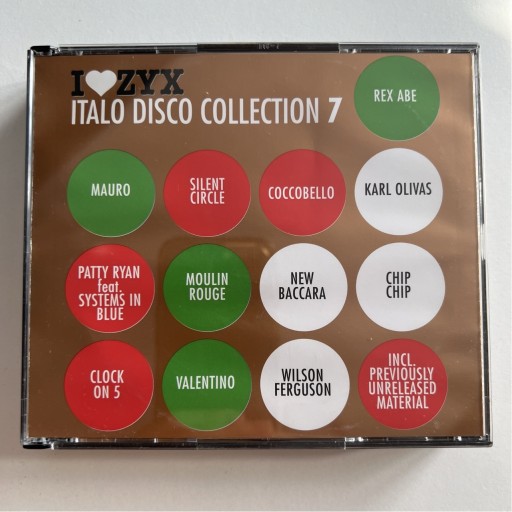 I ♥ ZYX
ITALO DISCO COLLECTION 7
REX ABE
MAURO
SILENT
CIRCLE
COCCOBELLO
KARL OLIVAS
PATTY RYAN
feat.
SYSTEMS IN
BLUE
MOULIN
ROUGE
NEW
BACCARA
CHIP
CHIP
CLOCK
ON 5
VALENTINO
WILSON
FERGUSON
INCL.
PREVIOUSLY
UNRELEASED
MATERIAL